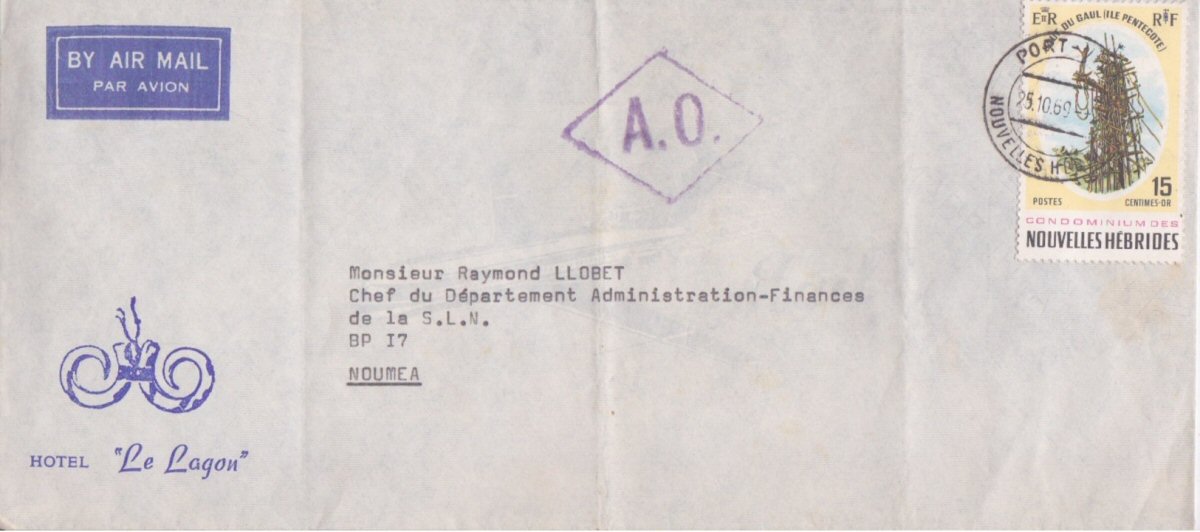 BY AIR MAIL
PAR AVION
A.O.
E II R
R F
DU GAUL (ILE PENTECOTE)
PORT-
25.10.69
NOUVELLES
15
POSTES
CENTIMES-OR
CONDOMINIUM DES
NOUVELLES HÉBRIDES
Monsieur Raymond LLOBET
Chef du Département Administration-Finances
de la S.L.N.
BP I7
NOUMEA
HOTEL "Le Lagon"